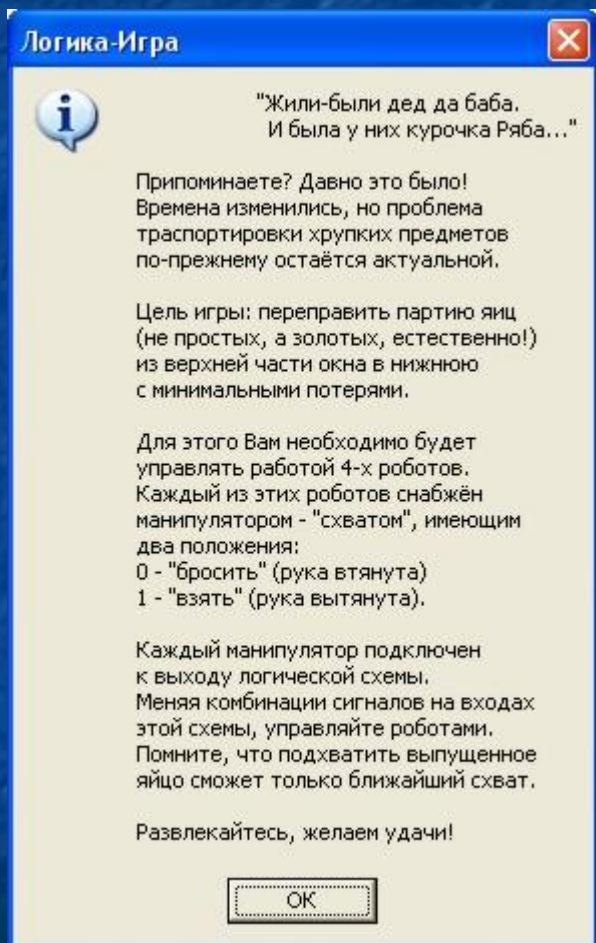 Логика-Игра
"Жили-были дед да баба.
И была у них курочка Ряба..."
Припоминаете? Давно это было!
Времена изменились, но проблема
траспортировки хрупких предметов
по-прежнему остаётся актуальной.
Цель игры: переправить партию яиц
(не простых, а золотых, естественно!)
из верхней части окна в нижнюю
с минимальными потерями.
Для этого Вам необходимо будет
управлять работой 4-х роботов.
Каждый из этих роботов снабжён
манипулятором - "схватом", имеющим
два положения:
0 - "бросить" (рука втянута)
1 - "взять" (рука вытянута).
Каждый манипулятор подключен
к выходу логической схемы.
Меняя комбинации сигналов на входах
этой схемы, управляйте роботами.
Помните, что подхватить выпущенное
яйцо сможет только ближайший схват.
Развлекайтесь, желаем удачи!
OK